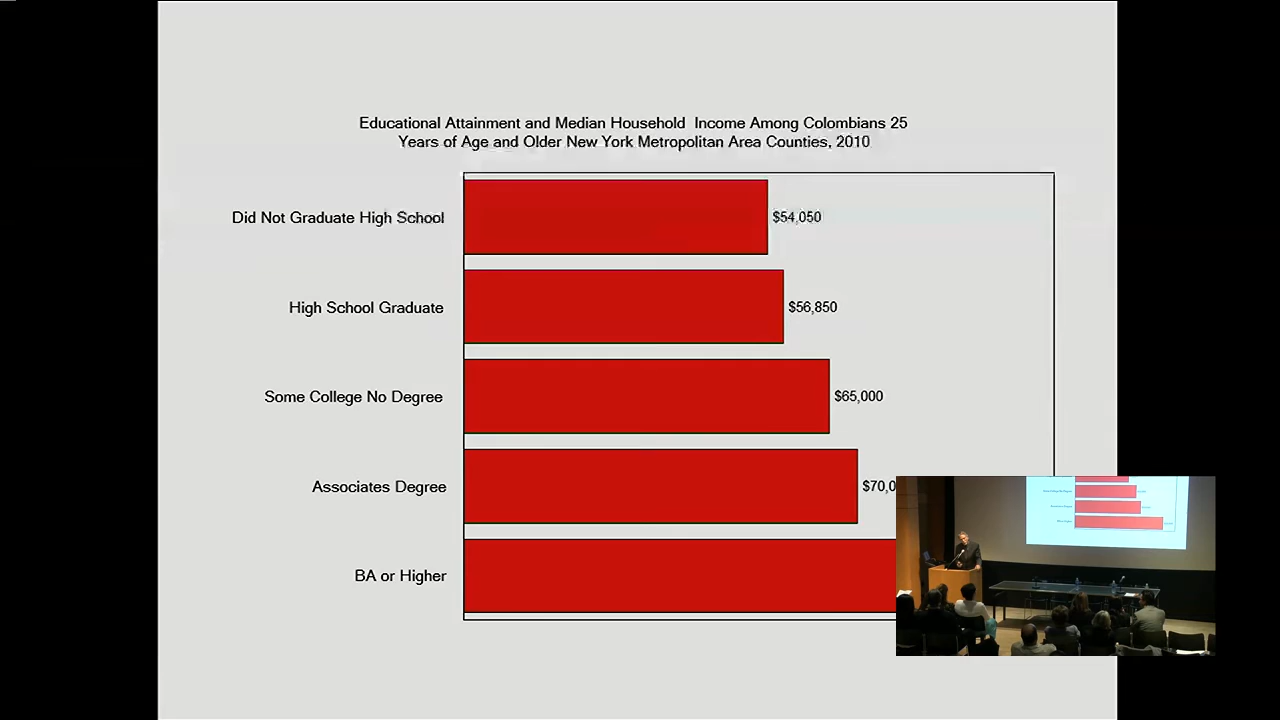 Educational Attainment and Median Household Income Among Colombians 25
Years of Age and Older New York Metropolitan Area Counties, 2010
Did Not Graduate High School
$54,050
High School Graduate
$56,850
Some College No Degree
$65,000
Associates Degree
$70,0
BA or Higher